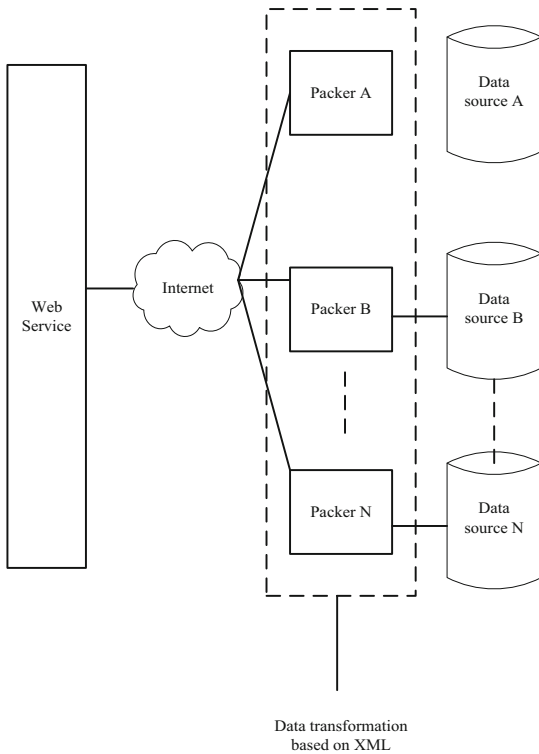 Packer A
Data
source A
Web
Service
Internet
Packer B
Data
source B
Packer N
Data
source N
Data transformation
based on XML